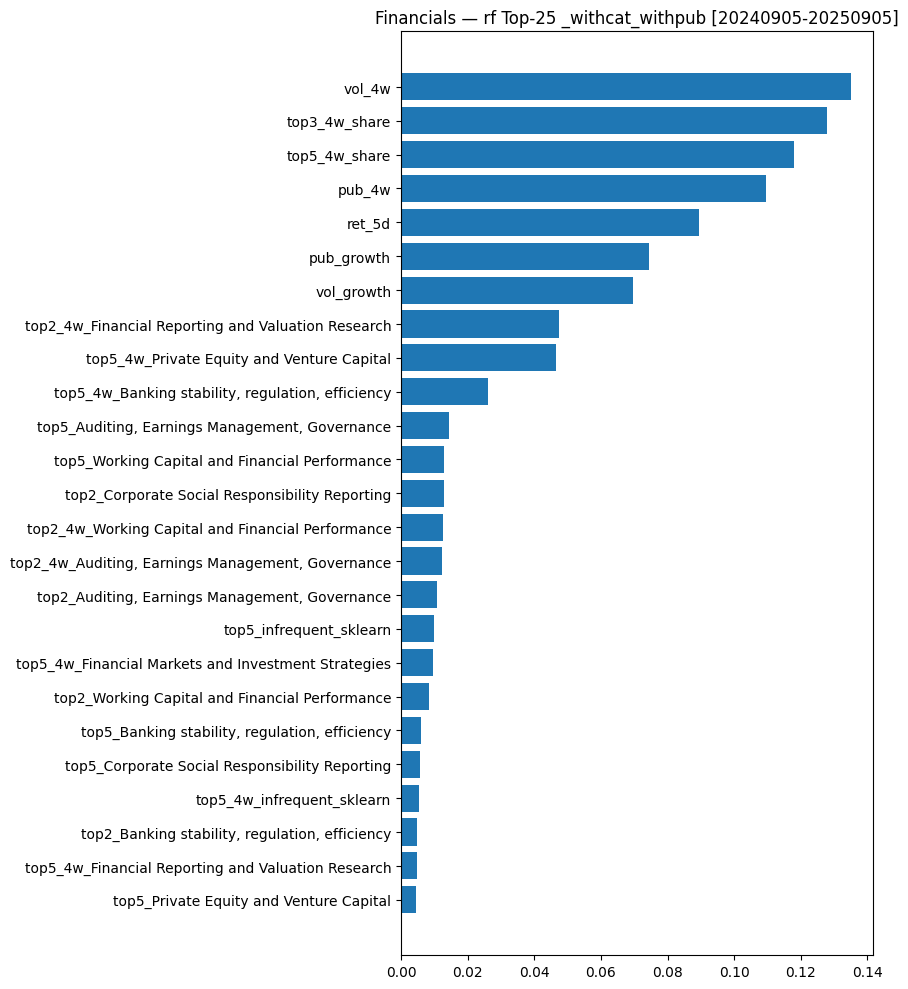 Financials — rf Top-25 _withcat_withpub [20240905-20250905]
vol_4w
top3_4w_share
top5_4w_share
pub_4w
ret_5d
pub_growth
vol_growth
top2_4w_Financial Reporting and Valuation Research
top5_4w_Private Equity and Venture Capital
top5_4w_Banking stability, regulation, efficiency
top5_Auditing, Earnings Management, Governance
top5_Working Capital and Financial Performance
top2_Corporate Social Responsibility Reporting
top2_4w_Working Capital and Financial Performance
top2_4w_Auditing, Earnings Management, Governance
top2_Auditing, Earnings Management, Governance
top5_infrequent_sklearn
top5_4w_Financial Markets and Investment Strategies
top2_Working Capital and Financial Performance
top5_Banking stability, regulation, efficiency
top5_Corporate Social Responsibility Reporting
top5_4w_infrequent_sklearn
top2_Banking stability, regulation, efficiency
top5_4w_Financial Reporting and Valuation Research
top5_Private Equity and Venture Capital
0.00 0.02 0.04 0.06 0.08 0.10 0.12 0.14